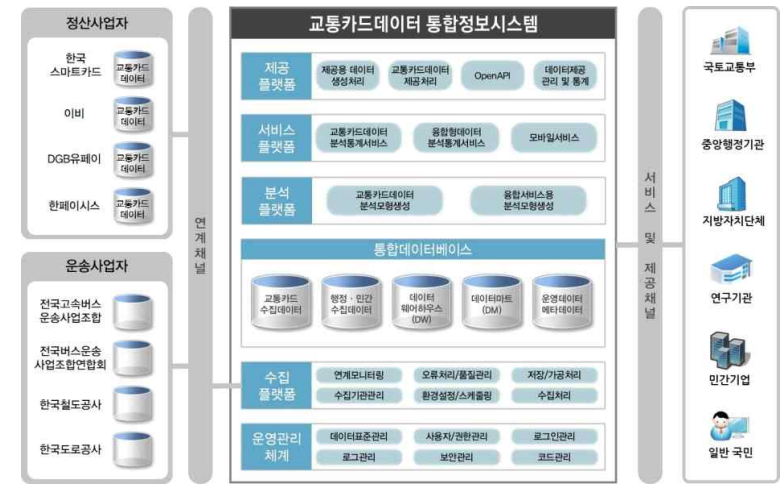 정산사업자
한국
스마트카드
교통카드
데이터
이비
교통카드
데이터
DGB유페이
교통카드
데이터
한페이시스
교통카드
데이터
운송사업자
전국고속버스
운송사업조합
전국버스운송
사업조합연합회
한국철도공사
한국도로공사
연계채널
교통카드데이터 통합정보시스템
제공
플랫폼
제공용 데이터
생성처리
교통카드데이터
제공처리
OpenAPI
데이터제공
관리 및 통계
서비스
플랫폼
교통카드데이터
분석통계서비스
융합형데이터
분석통계서비스
모바일서비스
분석
플랫폼
교통카드데이터
분석모형생성
융합서비스용
분석모형생성
통합데이터베이스
교통카드
수집데이터
행정·민간
수집데이터
데이터
웨어하우스
(DW)
데이터마트
(DM)
운영데이터
메타데이터
수집
플랫폼
연계모니터링
오류처리/품질관리
저장/가공처리
수집기관관리
환경설정/스케줄링
수집처리
운영관리
체계
데이터표준관리
사용자/권한관리
로그인관리
로그관리
보안관리
코드관리
서비스 및 제공채널
국토교통부
중앙행정기관
지방자치단체
연구기관
민간기업
일반 국민